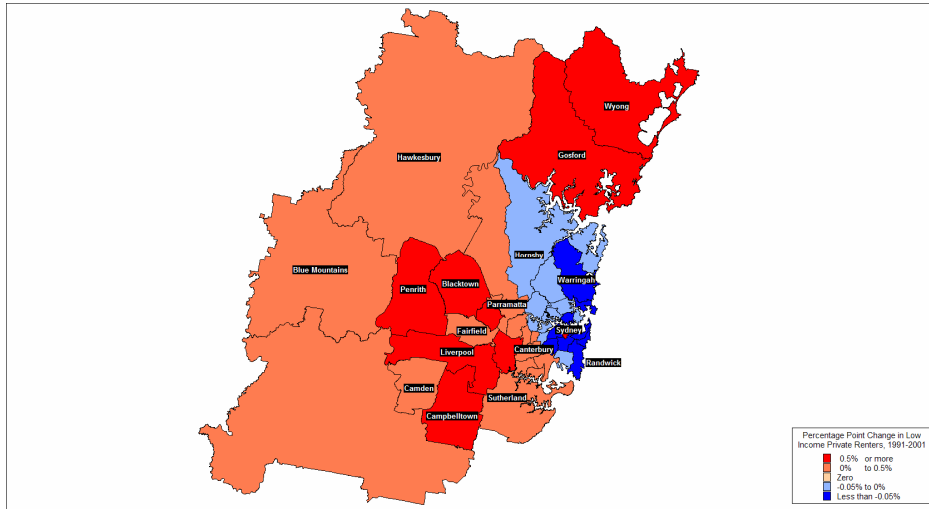 Wyong
Gosford
Hawkesbury
Hornsby
Blue Mountains
Warringah
Blacktown
Penrith
Parramatta
Fairfield
Sydney
Liverpool
Canterbury
Randwick
Camden
Sutherland
Campbelltown
Percentage Point Change in Low
Income Private Renters, 1991-2001
0.5% or more
0% to 0.5%
Zero
-0.05% to 0%
Less than -0.05%